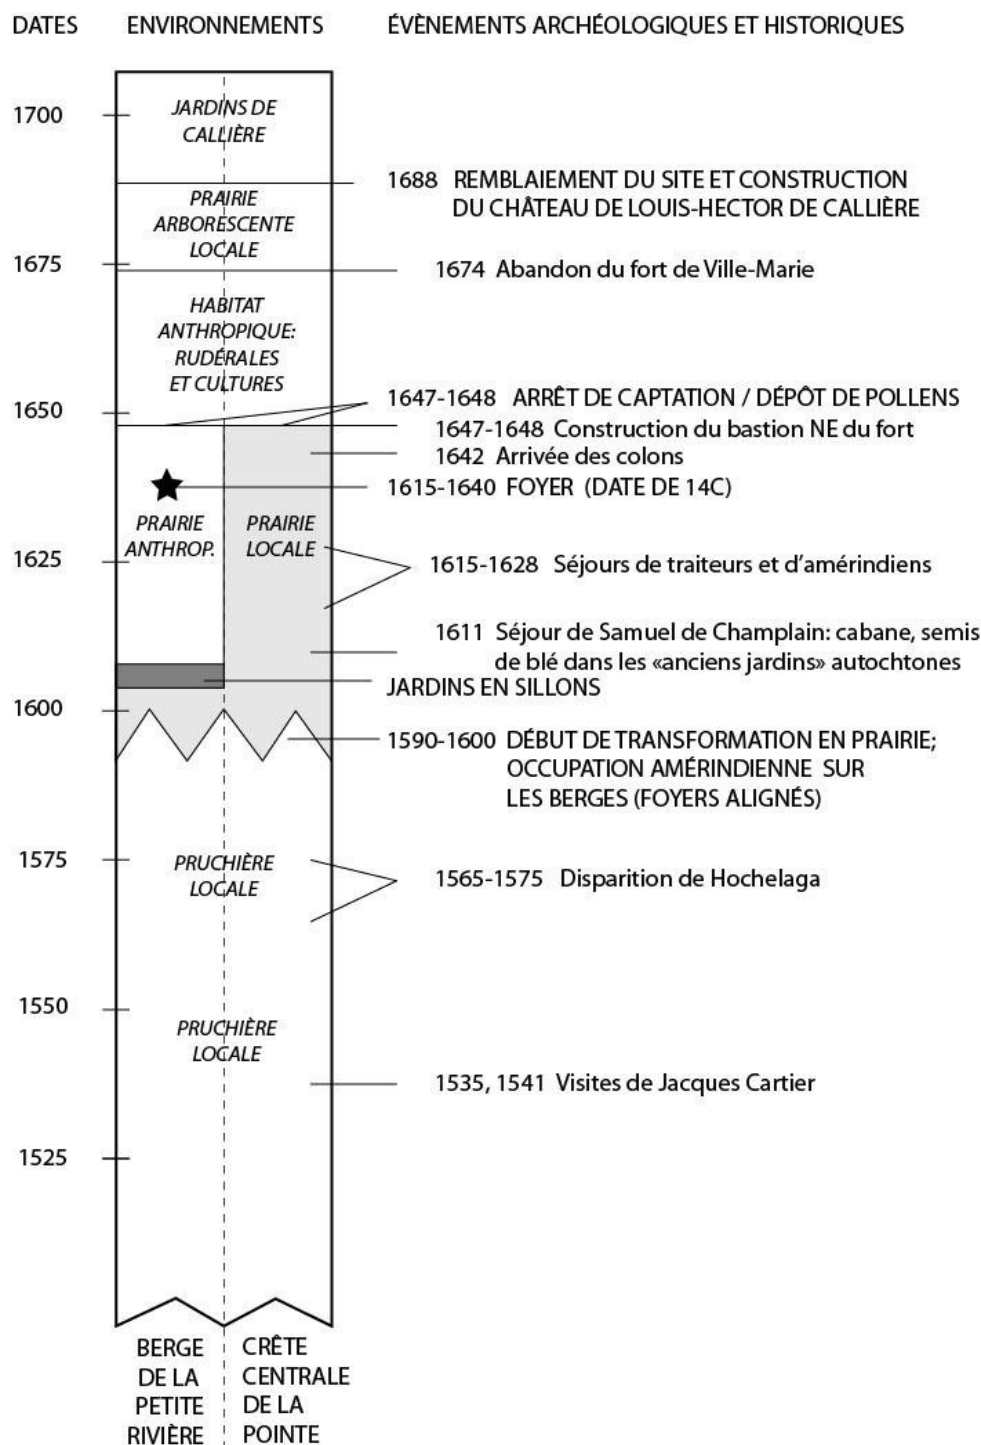 DATES ENVIRONNEMENTS ÉVÈNEMENTS ARCHÉOLOGIQUES ET HISTORIQUES
1700
JARDINS DE
CALLIÈRE
1688 REMBLAIEMENT DU SITE ET CONSTRUCTION
DU CHÂTEAU DE LOUIS-HECTOR DE CALLIÈRE
PRAIRIE
ARBORESCENTE
LOCALE
1675
1674 Abandon du fort de Ville-Marie
HABITAT
ANTHROPIQUE:
RUDÉRALES
ET CULTURES
1650
1647-1648 ARRÊT DE CAPTATION / DÉPÔT DE POLLENS
1647-1648 Construction du bastion NE du fort
1642 Arrivée des colons
1615-1640 FOYER (DATE DE 14C)
PRAIRIE
ANTHROP.
PRAIRIE
LOCALE
1625
1615-1628 Séjours de traiteurs et d'amérindiens
1611 Séjour de Samuel de Champlain: cabane, semis
de blé dans les «anciens jardins» autochtones
JARDINS EN SILLONS
1600
1590-1600 DÉBUT DE TRANSFORMATION EN PRAIRIE;
OCCUPATION AMÉRINDIENNE SUR
LES BERGES (FOYERS ALIGNÉS)
1575
PRUCHIÈRE
LOCALE
1565-1575 Disparition de Hochelaga
1550
PRUCHIÈRE
LOCALE
1535, 1541 Visites de Jacques Cartier
1525
BERGE
DE LA
PETITE
RIVIÈRE
CRÊTE
CENTRALE
DE LA
POINTE